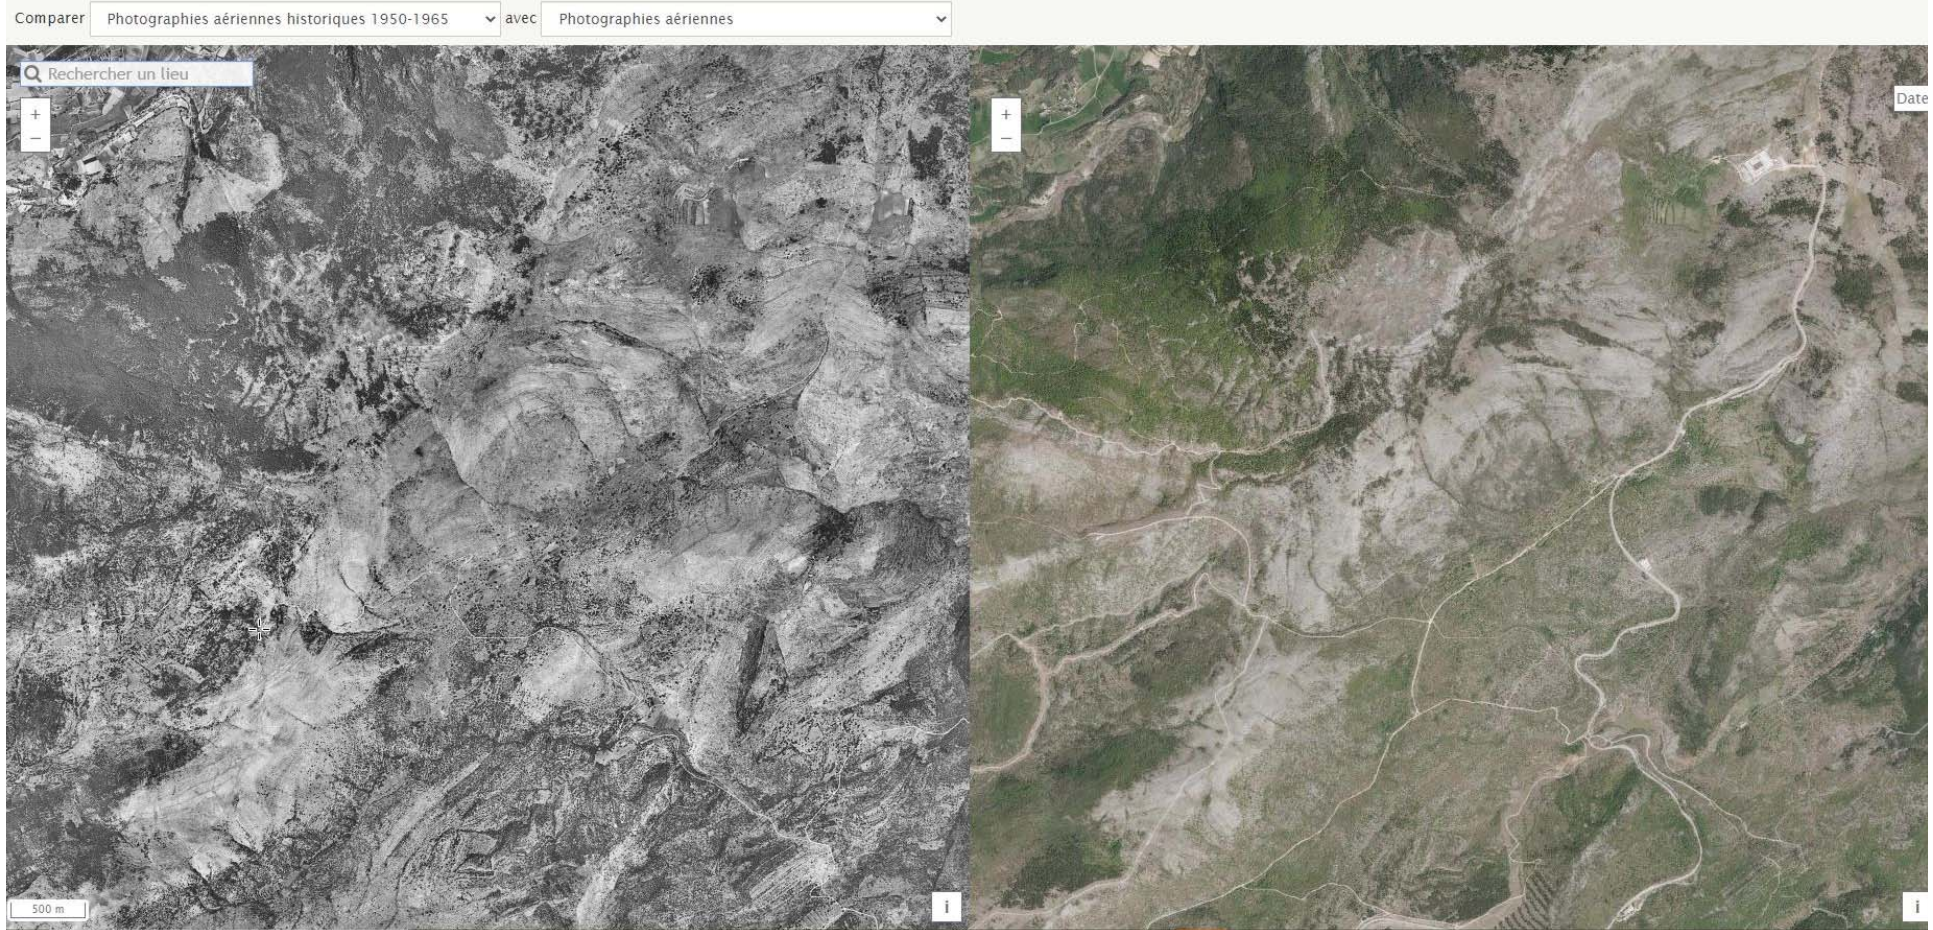 Comparer Photographies aériennes historiques 1950-1965 avec Photographies aériennes
Rechercher un lieu
+
−
+
−
Date
500 m
i
i